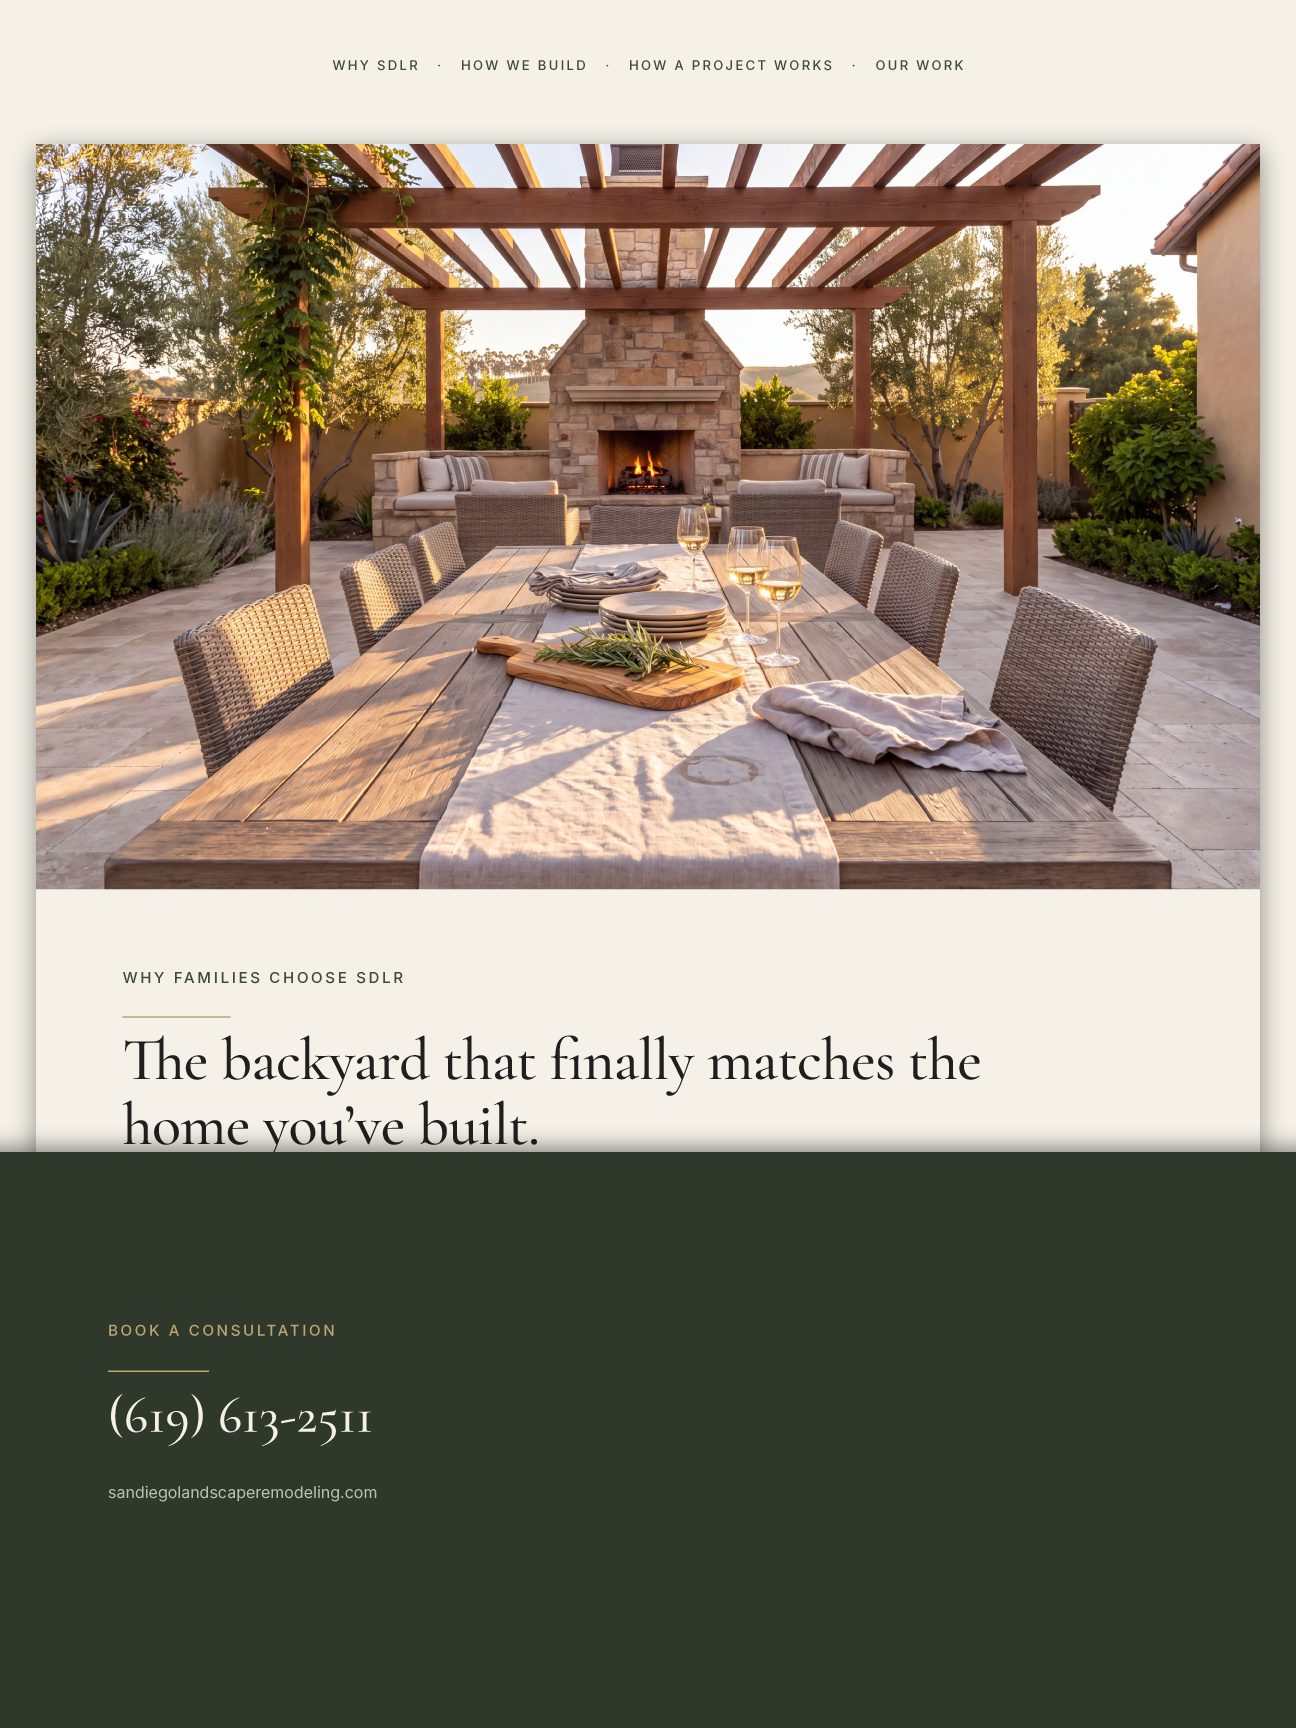 WHY SDLR · HOW WE BUILD · HOW A PROJECT WORKS · OUR WORK
WHY FAMILIES CHOOSE SDLR
The backyard that finally matches the
home you’ve built.
BOOK A CONSULTATION
(619) 613-2511
sandiegolandscaperemodeling.com